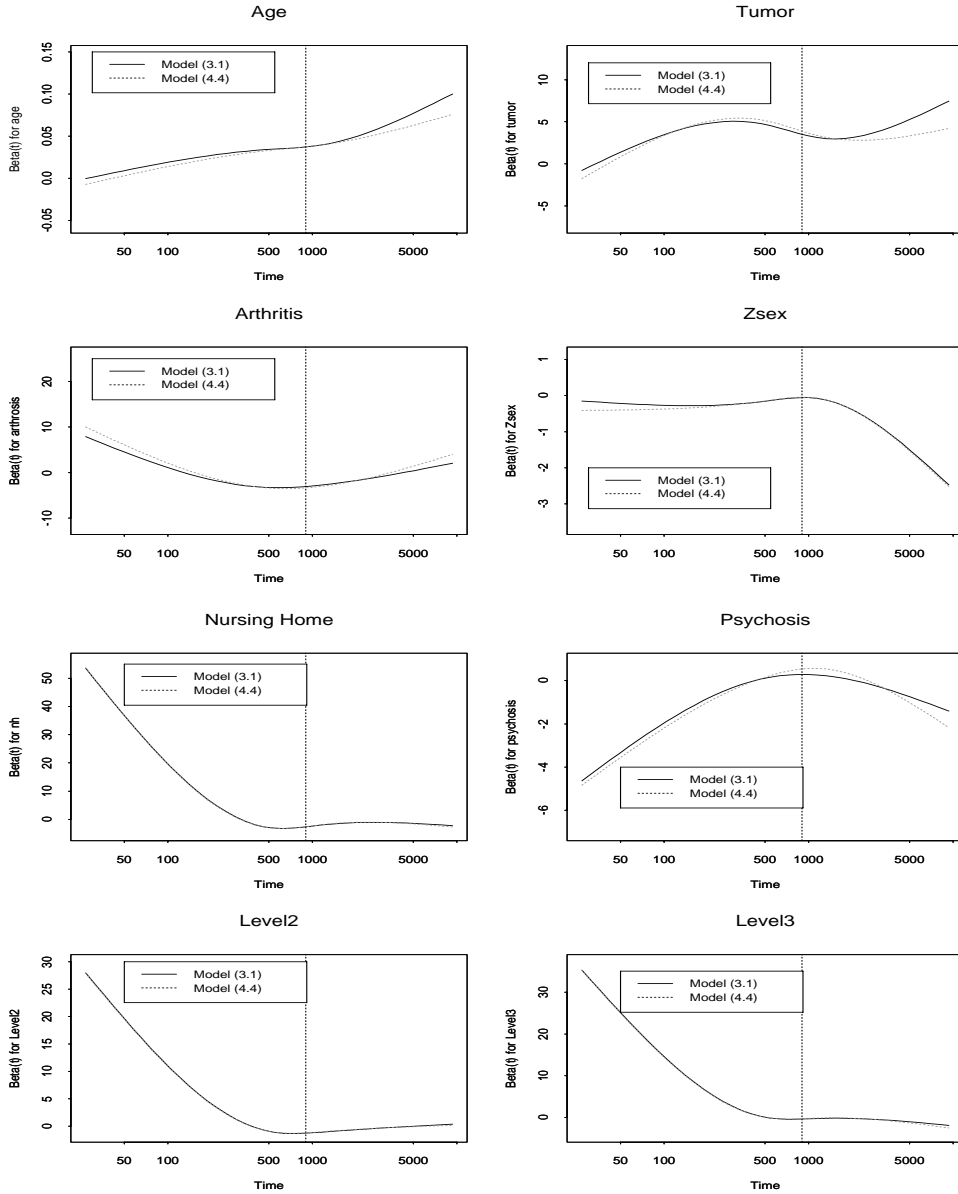 Age
Beta(t) for age
0.15
0.10
0.05
0.0
-0.05
Model (3.1)
Model (4.4)
50 100 500 1000 5000
Time
Tumor
Beta(t) for tumor
10
5
0
-5
Model (3.1)
Model (4.4)
50 100 500 1000 5000
Time
Arthritis
Beta(t) for arthrosis
20
10
0
-10
Model (3.1)
Model (4.4)
50 100 500 1000 5000
Time
Zsex
Beta(t) for Zsex
1
0
-1
-2
-3
Model (3.1)
Model (4.4)
50 100 500 1000 5000
Time
Nursing Home
Beta(t) for nh
50
40
30
20
10
0
Model (3.1)
Model (4.4)
50 100 500 1000 5000
Time
Psychosis
Beta(t) for psychosis
0
-2
-4
-6
Model (3.1)
Model (4.4)
50 100 500 1000 5000
Time
Level2
Beta(t) for Level2
30
25
20
15
10
5
0
Model (3.1)
Model (4.4)
50 100 500 1000 5000
Time
Level3
Beta(t) for Level3
30
20
10
0
Model (3.1)
Model (4.4)
50 100 500 1000 5000
Time